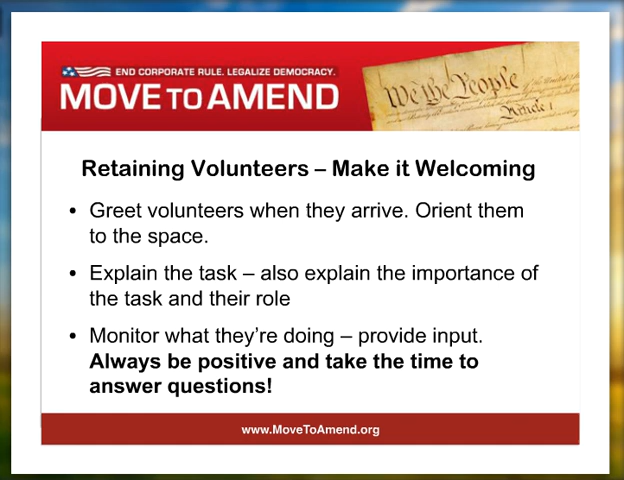 END CORPORATE RULE. LEGALIZE DEMOCRACY.
MOVE TO AMEND
We the People
Article 1
Retaining Volunteers – Make it Welcoming
• Greet volunteers when they arrive. Orient them
to the space.
• Explain the task – also explain the importance of
the task and their role
• Monitor what they're doing – provide input.
Always be positive and take the time to
answer questions!
www.MoveToAmend.org